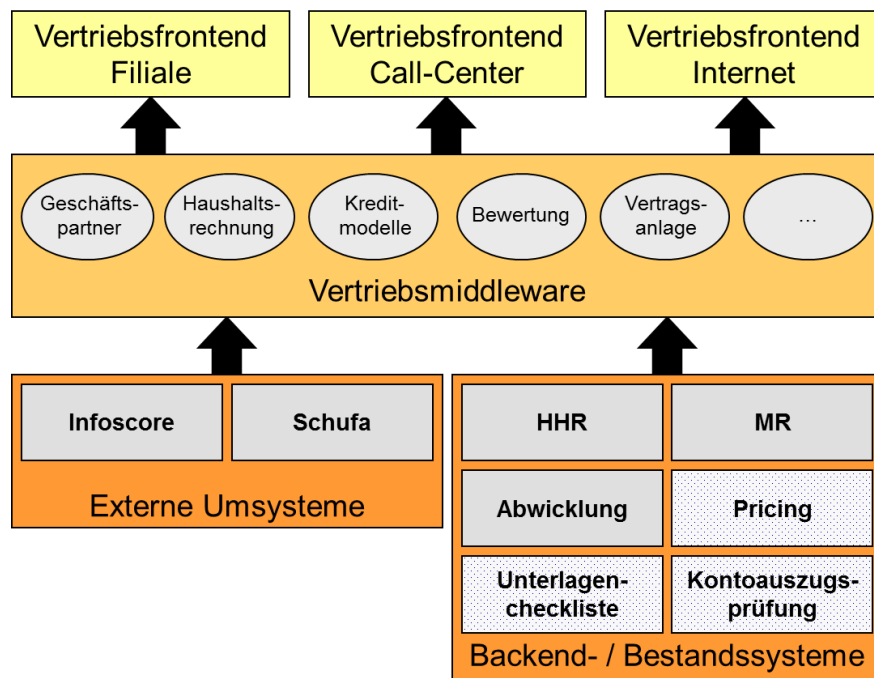 Vertriebsfrontend
Filiale
Vertriebsfrontend
Call-Center
Vertriebsfrontend
Internet
Geschäfts-
partner
Haushalts-
rechnung
Kredit-
modelle
Bewertung
Vertrags-
anlage
...
Vertriebsmiddleware
Infoscore
Schufa
Externe Umsysteme
HHR
MR
Abwicklung
Pricing
Unterlagen-
checkliste
Kontoauszugs-
prüfung
Backend- / Bestandssysteme